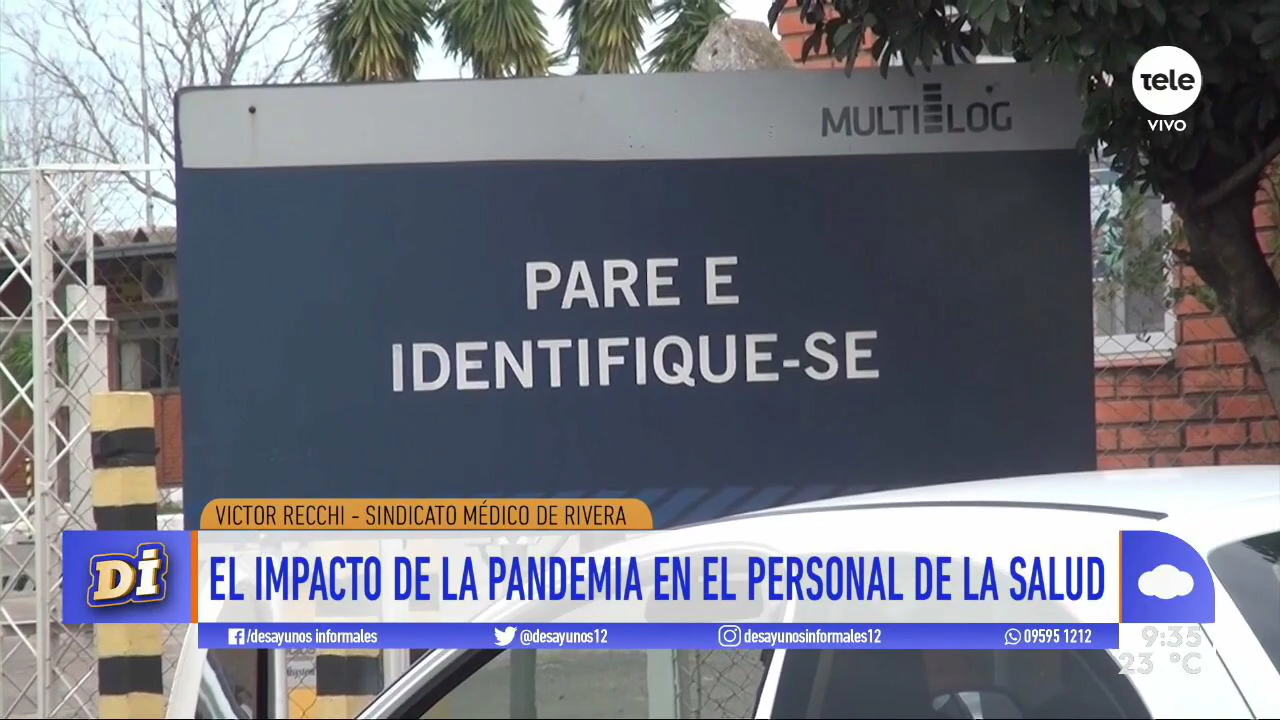 MULTILOG
tele
VIVO
PARE E
IDENTIFIQUE-SE
VICTOR RECCHI - SINDICATO MÉDICO DE RIVERA
Di
EL IMPACTO DE LA PANDEMIA EN EL PERSONAL DE LA SALUD
/desayunos informales
@desayunos12
desayunosinformales12
09595 1212
9:35
23 °C